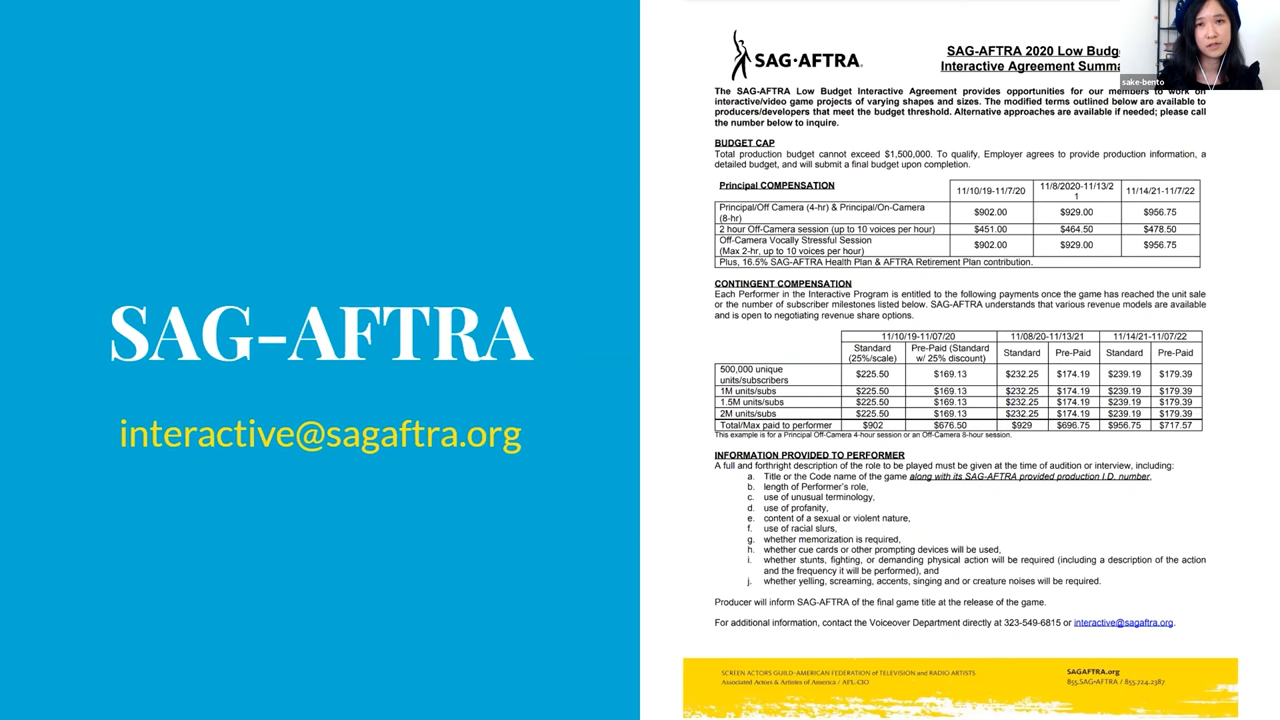 SAG-AFTRA
interactive@sagaftra.org
SAG·AFTRA
SAG-AFTRA 2020 Low Budg
Interactive Agreement Summa
sake-bento
The SAG-AFTRA Low Budget Interactive Agreement provides opportunities for our members to work on
interactive/video game projects of varying shapes and sizes. The modified terms outlined below are available to
producers/developers that meet the budget threshold. Alternative approaches are available if needed; please call
the number below to inquire.
BUDGET CAP
Total production budget cannot exceed $1,500,000. To qualify, Employer agrees to provide production information, a
detailed budget, and will submit a final budget upon completion.
Principal COMPENSATION 11/10/19-11/7/20 11/8/2020-11/13/2 11/14/21-11/7/22
1
Principal/Off Camera (4-hr) & Principal/On-Camera
(8-hr) $902.00 $929.00 $956.75
2 hour Off-Camera session (up to 10 voices per hour) $451.00 $464.50 $478.50
Off-Camera Vocally Stressful Session
(Max 2-hr, up to 10 voices per hour) $902.00 $929.00 $956.75
Plus, 16.5% SAG-AFTRA Health Plan & AFTRA Retirement Plan contribution.
CONTINGENT COMPENSATION
Each Performer in the Interactive Program is entitled to the following payments once the game has reached the unit sale
or the number of subscriber milestones listed below. SAG-AFTRA understands that various revenue models are available
and is open to negotiating revenue share options.
11/10/19-11/07/20 11/08/20-11/13/21 11/14/21-11/07/22
Standard (25%/scale) Pre-Paid (Standard w/ 25% discount) Standard Pre-Paid Standard Pre-Paid
500,000 unique
units/subscribers $225.50 $169.13 $232.25 $174.19 $239.19 $179.39
1M units/subs $225.50 $169.13 $232.25 $174.19 $239.19 $179.39
1.5M units/subs $225.50 $169.13 $232.25 $174.19 $239.19 $179.39
2M units/subs $225.50 $169.13 $232.25 $174.19 $239.19 $179.39
Total/Max paid to performer $902 $676.50 $929 $696.75 $956.75 $717.57
This example is for a Principal Off-Camera 4-hour session or an Off-Camera 8-hour session.
INFORMATION PROVIDED TO PERFORMER
A full and forthright description of the role to be played must be given at the time of audition or interview, including:
a. Title or the Code name of the game along with its SAG-AFTRA provided production I.D. number,
b. length of Performer's role,
c. use of unusual terminology,
d. use of profanity,
e. content of a sexual or violent nature,
f. use of racial slurs,
g. whether memorization is required,
h. whether cue cards or other prompting devices will be used,
i. whether stunts, fighting, or demanding physical action will be required (including a description of the action
and the frequency it will be performed), and
j. whether yelling, screaming, accents, singing and or creature noises will be required.
Producer will inform SAG-AFTRA of the final game title at the release of the game.
For additional information, contact the Voiceover Department directly at 323-549-6815 or interactive@sagaftra.org.
SCREEN ACTORS GUILD-AMERICAN FEDERATION of TELEVISION and RADIO ARTISTS
Associated Actors & Artistes of America / AFL-CIO
SAGAFTRA.org
855.SAG·AFTRA / 855.724.2387